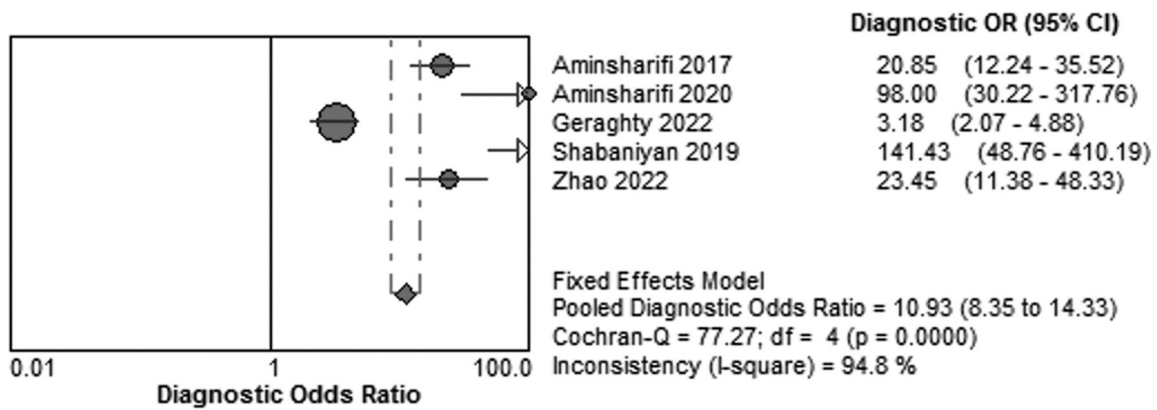 Diagnostic OR (95% CI)
Aminsharifi 2017 20.85 (12.24 - 35.52)
Aminsharifi 2020 98.00 (30.22 - 317.76)
Geraghty 2022 3.18 (2.07 - 4.88)
Shabaniyan 2019 141.43 (48.76 - 410.19)
Zhao 2022 23.45 (11.38 - 48.33)
Fixed Effects Model
Pooled Diagnostic Odds Ratio = 10.93 (8.35 to 14.33)
Cochran-Q = 77.27; df = 4 (p = 0.0000)
Inconsistency (I-square) = 94.8 %
0.01 1 100.0
Diagnostic Odds Ratio